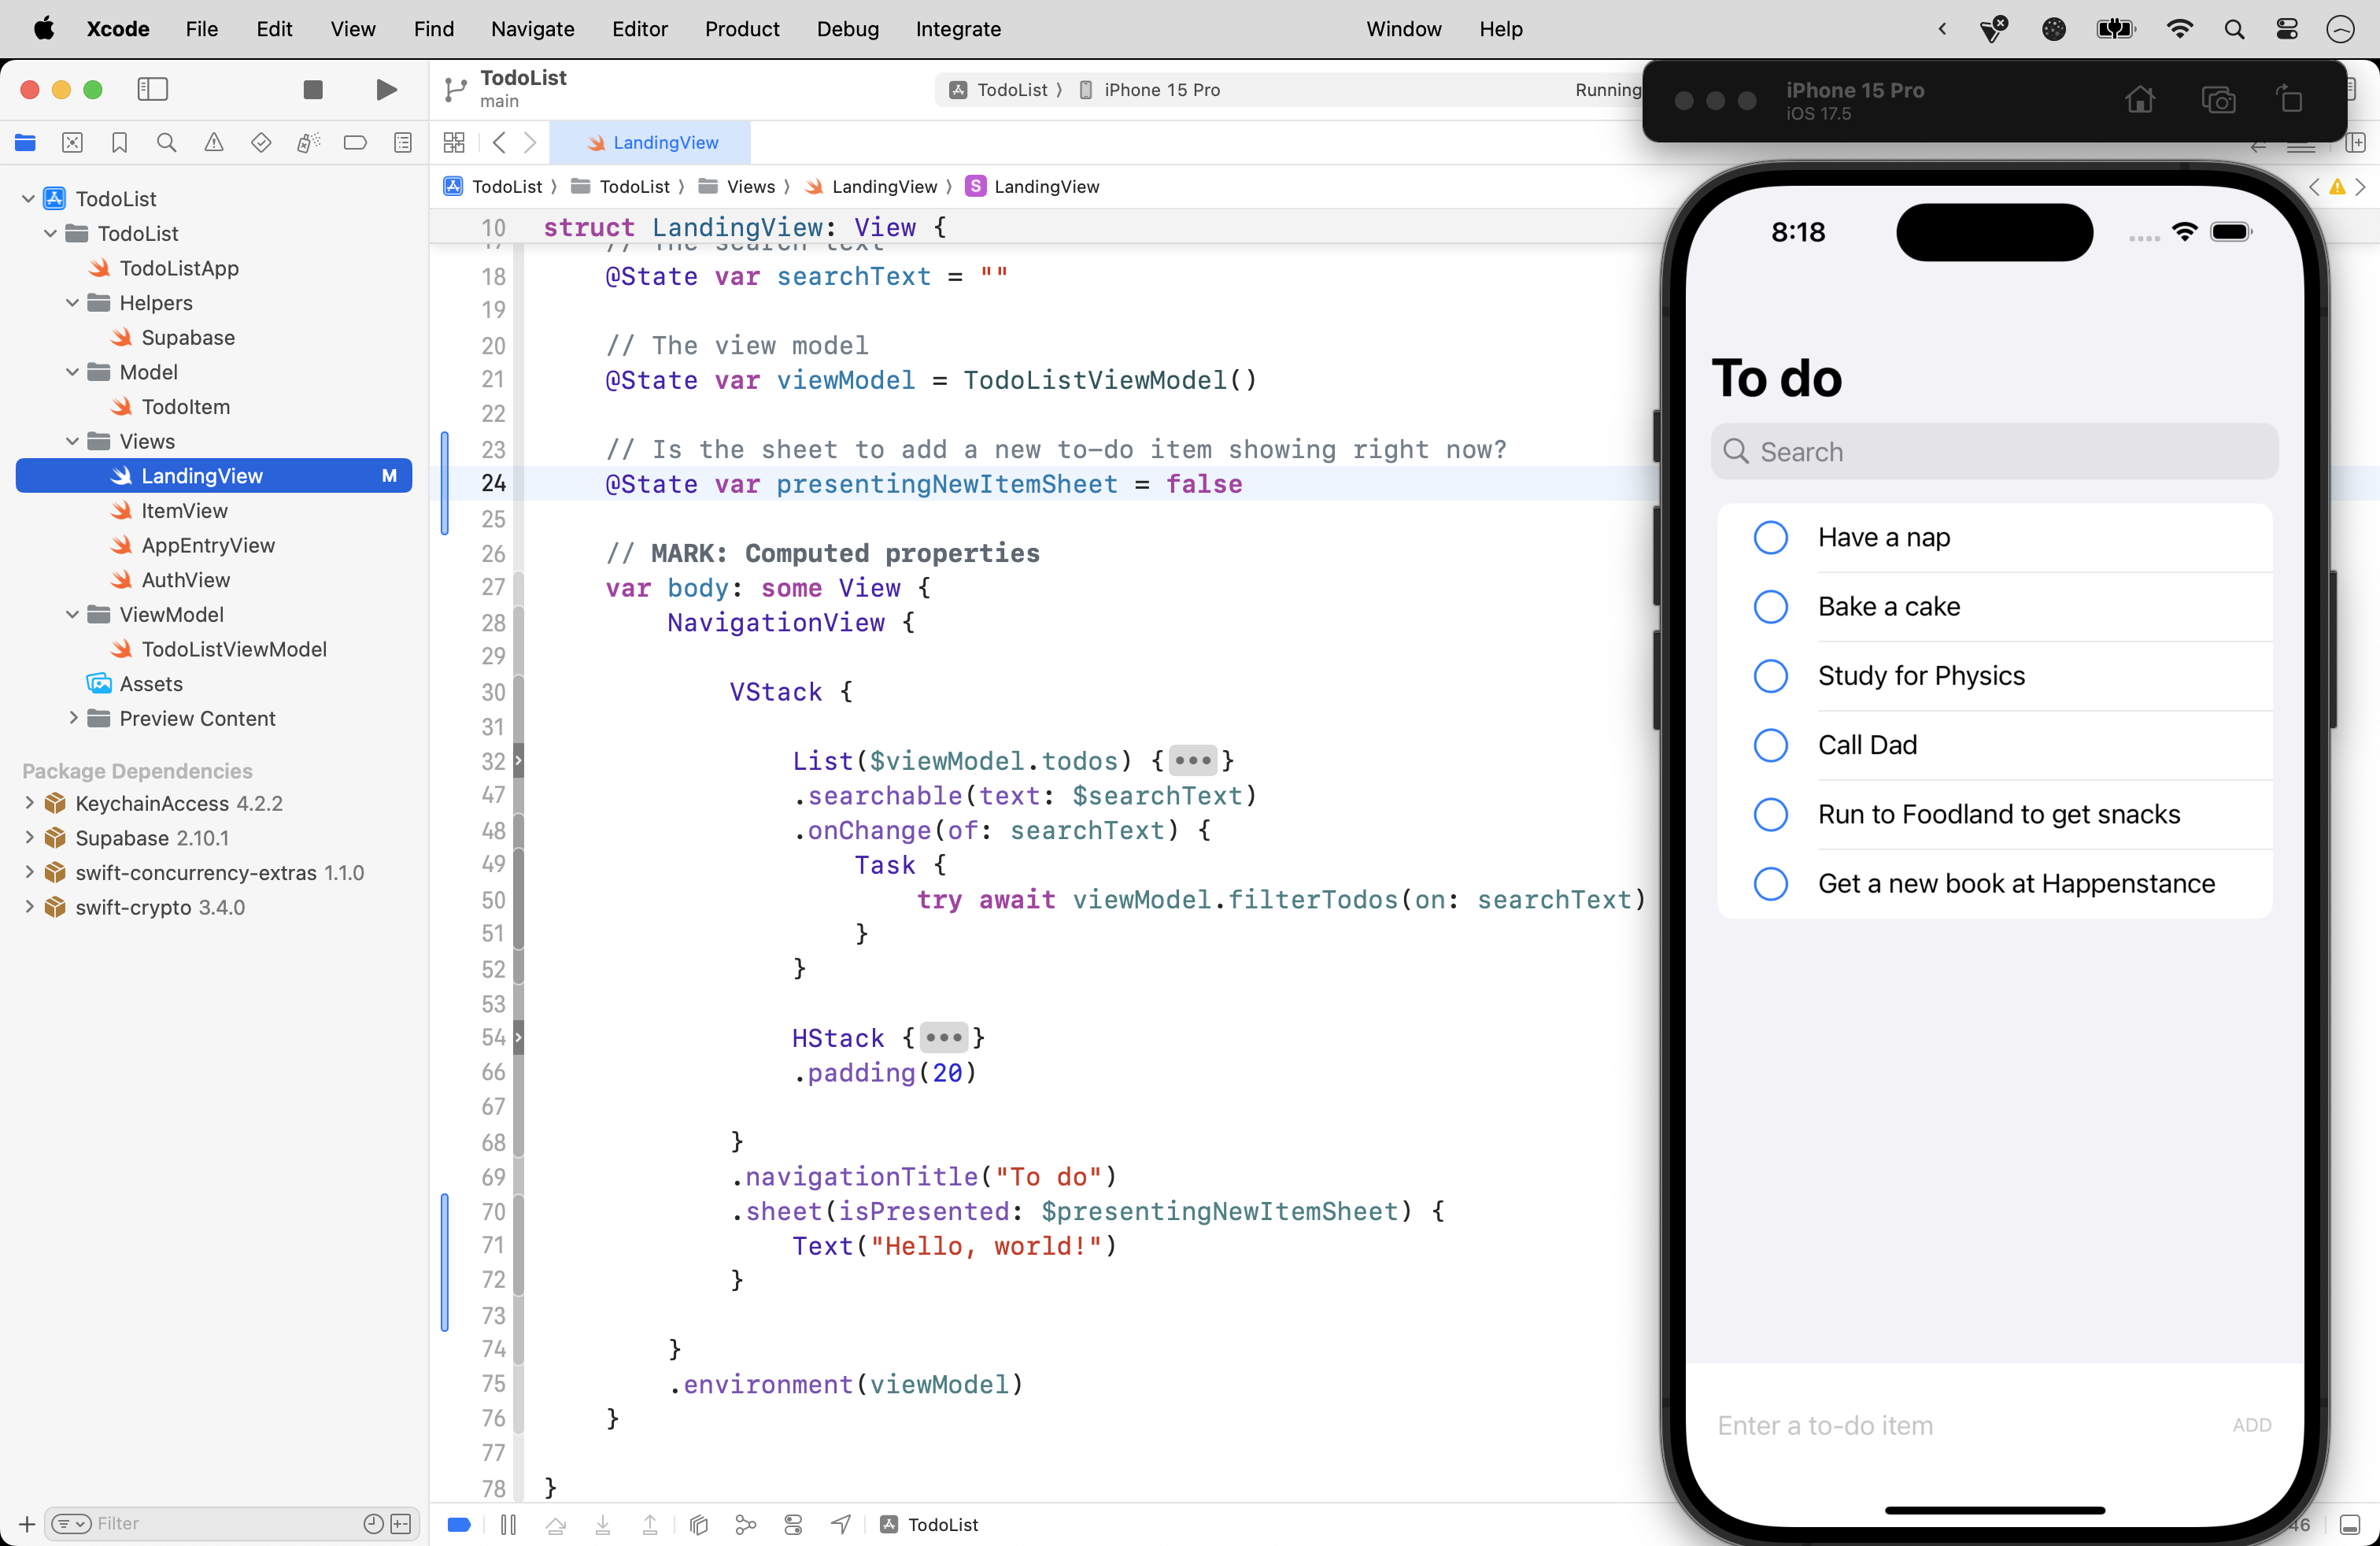 Xcode File Edit View Find Navigate Editor Product Debug Integrate Window Help
TodoList
main
TodoList
iPhone 15 Pro
Running
LandingView
TodoList
TodoList
Views
LandingView
S LandingView
TodoList
TodoList
TodoListApp
Helpers
Supabase
Model
TodoItem
Views
LandingView M
ItemView
AppEntryView
AuthView
ViewModel
TodoListViewModel
Assets
Preview Content
Package Dependencies
KeychainAccess 4.2.2
Supabase 2.10.1
swift-concurrency-extras 1.1.0
swift-crypto 3.4.0
Filter
10 struct LandingView: View {
17 // The search text
18 @State var searchText = ""
19
20 // The view model
21 @State var viewModel = TodoListViewModel()
22
23 // Is the sheet to add a new to-do item showing right now?
24 @State var presentingNewItemSheet = false
25
26 // MARK: Computed properties
27 var body: some View {
28 NavigationView {
29
30 VStack {
31
32 List($viewModel.todos) {•••}
47 .searchable(text: $searchText)
48 .onChange(of: searchText) {
49 Task {
50 try await viewModel.filterTodos(on: searchText)
51 }
52 }
53
54 HStack {•••}
66 .padding(20)
67
68 }
69 .navigationTitle("To do")
70 .sheet(isPresented: $presentingNewItemSheet) {
71 Text("Hello, world!")
72 }
73
74 }
75 .environment(viewModel)
76 }
77
78 }
TodoList
46
iPhone 15 Pro
iOS 17.5
8:18
To do
Search
Have a nap
Bake a cake
Study for Physics
Call Dad
Run to Foodland to get snacks
Get a new book at Happenstance
Enter a to-do item
ADD